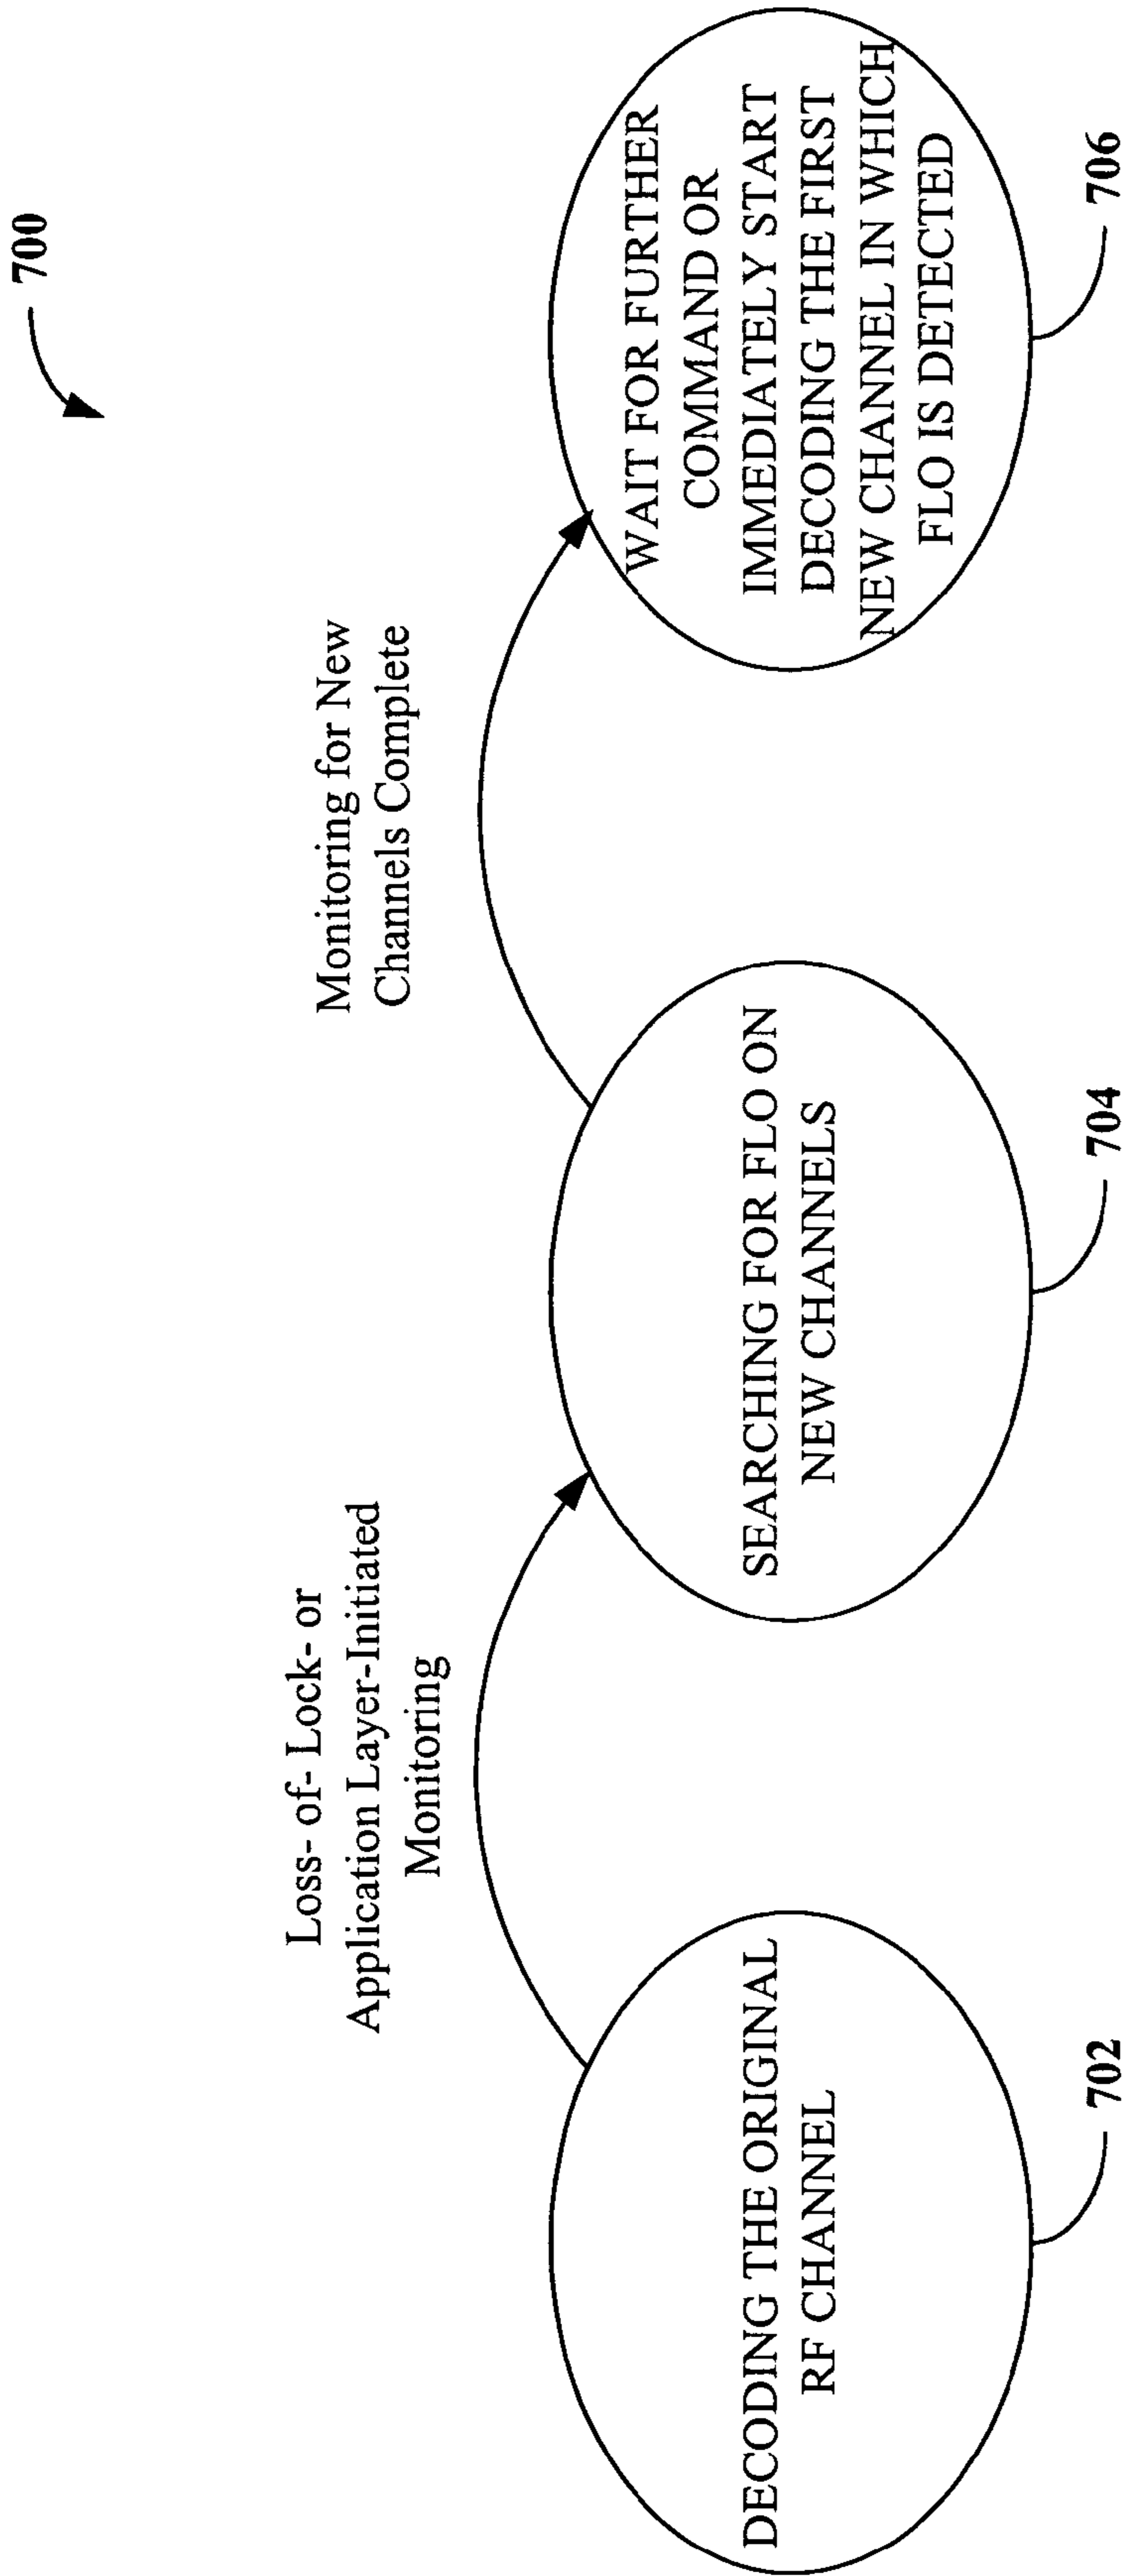 700
Loss- of- Lock- or
Application Layer-Initiated
Monitoring
Monitoring for New
Channels Complete
DECODING THE ORIGINAL
RF CHANNEL
SEARCHING FOR FLO ON
NEW CHANNELS
WAIT FOR FURTHER
COMMAND OR
IMMEDIATELY START
DECODING THE FIRST
NEW CHANNEL IN WHICH
FLO IS DETECTED
702
704
706